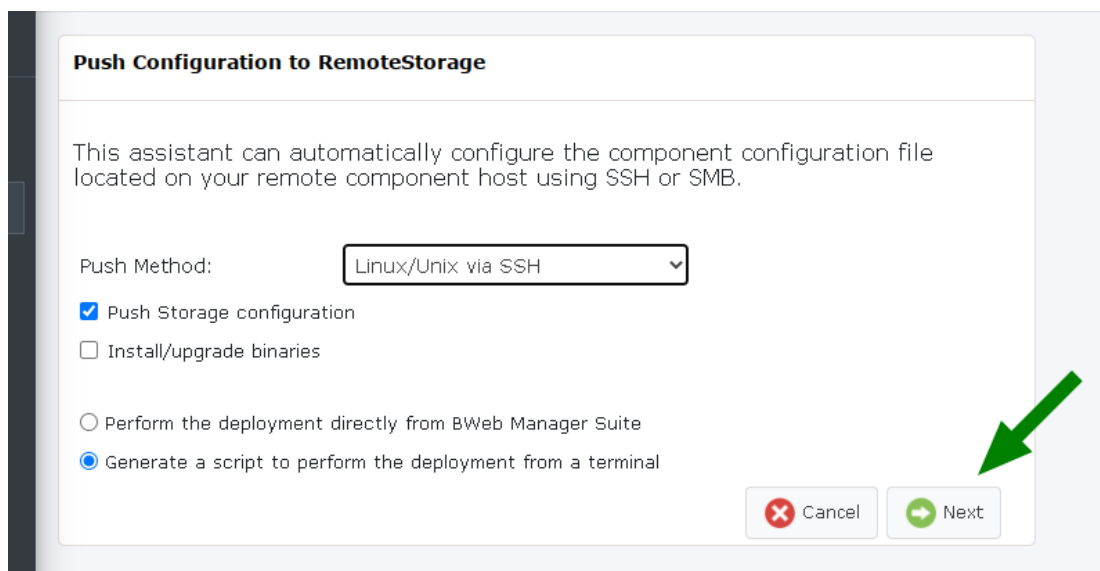 Push Configuration to RemoteStorage
This assistant can automatically configure the component configuration file
located on your remote component host using SSH or SMB.
Push Method:
Linux/Unix via SSH
Push Storage configuration
Install/upgrade binaries
Perform the deployment directly from BWeb Manager Suite
Generate a script to perform the deployment from a terminal
Cancel
Next